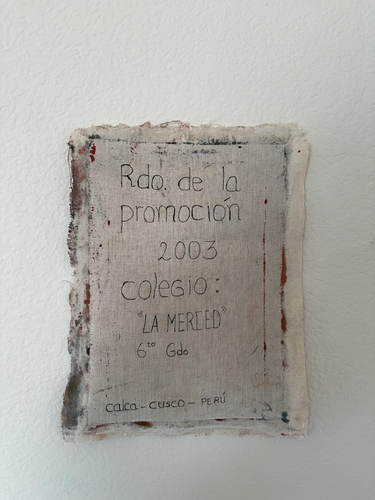 Rdo. de la
promoción
2003
colegio:
"LA MERCED"
6to Gdo
calca - cusco - PERÚ